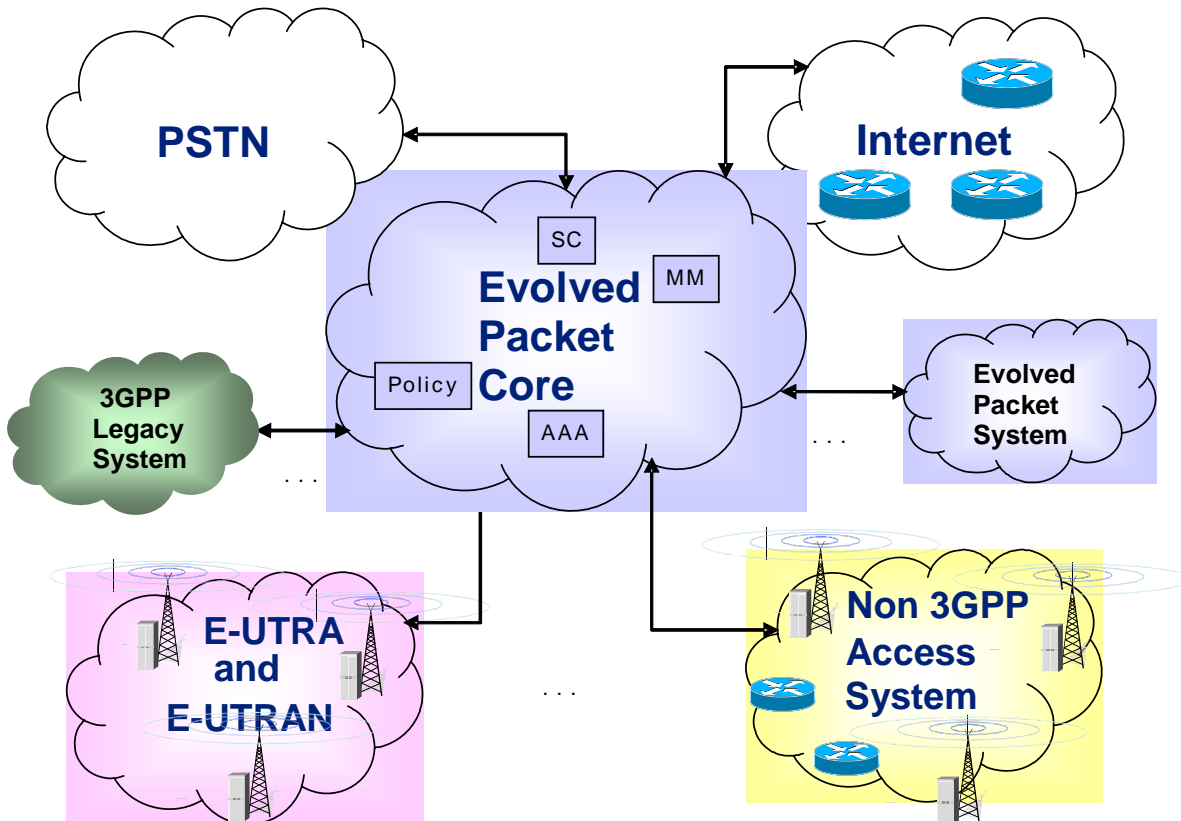 PSTN
Internet
SC
MM
Evolved
Packet
Core
Policy
AAA
3GPP
Legacy
System
. . .
Evolved
Packet
System
. . .
E-UTRA
and
E-UTRAN
. . .
Non 3GPP
Access
System